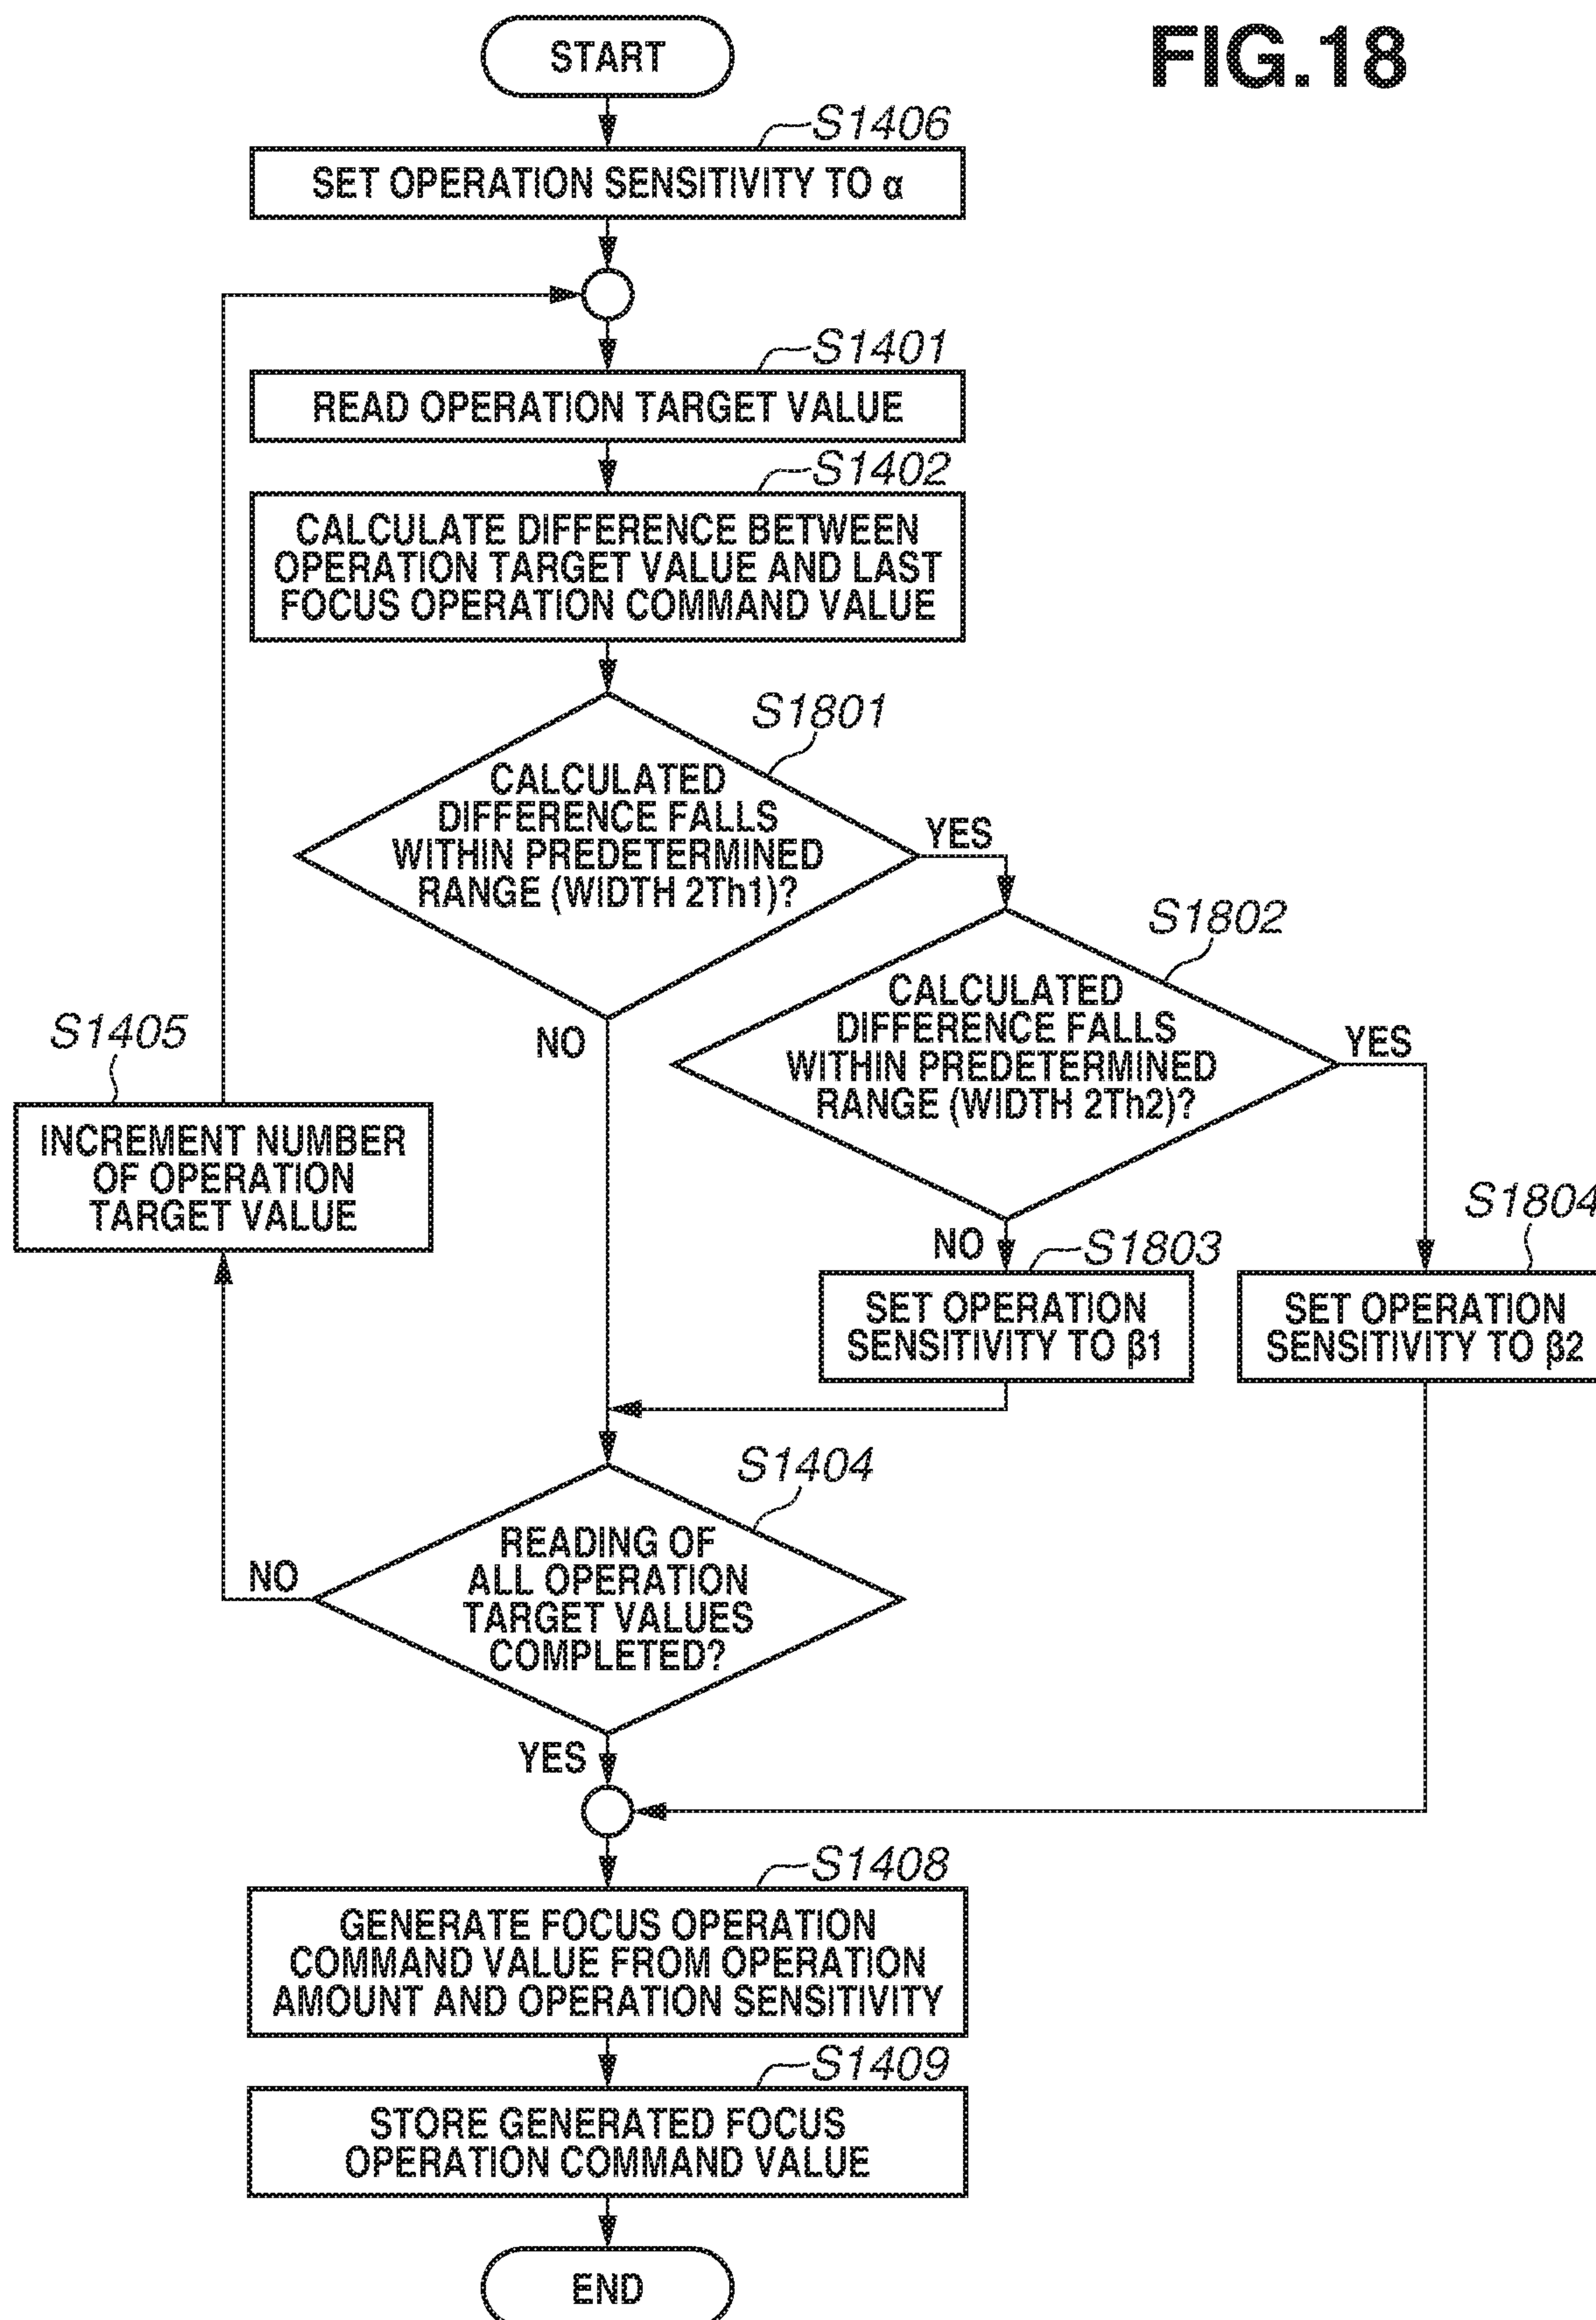 FIG.18
START
S1406
SET OPERATION SENSITIVITY TO α
S1401
READ OPERATION TARGET VALUE
S1402
CALCULATE DIFFERENCE BETWEEN
OPERATION TARGET VALUE AND LAST
FOCUS OPERATION COMMAND VALUE
S1801
CALCULATED
DIFFERENCE FALLS
WITHIN PREDETERMINED
RANGE (WIDTH 2Th1)?
YES
NO
S1802
CALCULATED
DIFFERENCE FALLS
WITHIN PREDETERMINED
RANGE (WIDTH 2Th2)?
YES
NO
S1405
INCREMENT NUMBER
OF OPERATION
TARGET VALUE
S1803
SET OPERATION
SENSITIVITY TO β1
S1804
SET OPERATION
SENSITIVITY TO β2
S1404
READING OF
ALL OPERATION
TARGET VALUES
COMPLETED?
NO
YES
S1408
GENERATE FOCUS OPERATION
COMMAND VALUE FROM OPERATION
AMOUNT AND OPERATION SENSITIVITY
S1409
STORE GENERATED FOCUS
OPERATION COMMAND VALUE
END